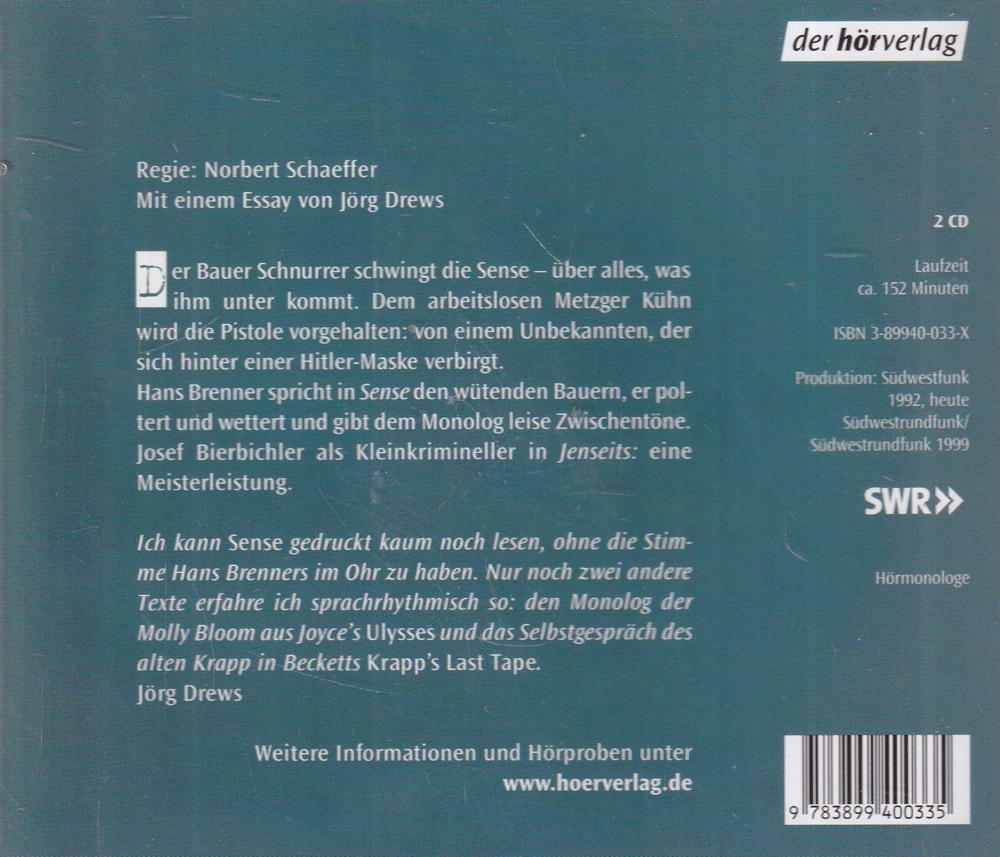 der hörverlag
Regie: Norbert Schaeffer
Mit einem Essay von Jörg Drews
Der Bauer Schnurrer schwingt die Sense – über alles, was
ihm unter kommt. Dem arbeitslosen Metzger Kühn
wird die Pistole vorgehalten: von einem Unbekannten, der
sich hinter einer Hitler-Maske verbirgt.
Hans Brenner spricht in Sense den wütenden Bauern, er pol-
tert und wettert und gibt dem Monolog leise Zwischentöne.
Josef Bierbichler als Kleinkrimineller in Jenseits: eine
Meisterleistung.
Ich kann Sense gedruckt kaum noch lesen, ohne die Stim-
me Hans Brenners im Ohr zu haben. Nur noch zwei andere
Texte erfahre ich sprachrhythmisch so: den Monolog der
Molly Bloom aus Joyce's Ulysses und das Selbstgespräch des
alten Krapp in Becketts Krapp's Last Tape.
Jörg Drews
Weitere Informationen und Hörproben unter
www.hoerverlag.de
2 CD
Laufzeit
ca. 152 Minuten
ISBN 3-89940-033-X
Produktion: Südwestfunk
1992, heute
Südwestrundfunk/
Südwestrundfunk 1999
SWR»
Hörmonologe
9 783899 400335